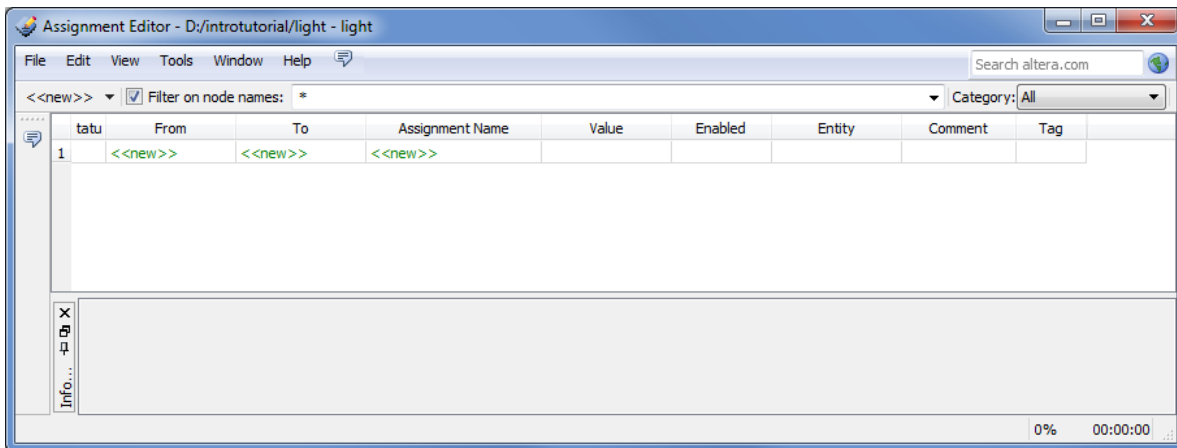 Assignment Editor - D:/introtutorial/light - light
File Edit View Tools Window Help Search altera.com
<<new>> Filter on node names: * Category: All
tatu From To Assignment Name Value Enabled Entity Comment Tag
1 <<new>> <<new>> <<new>>
Info...
0% 00:00:00